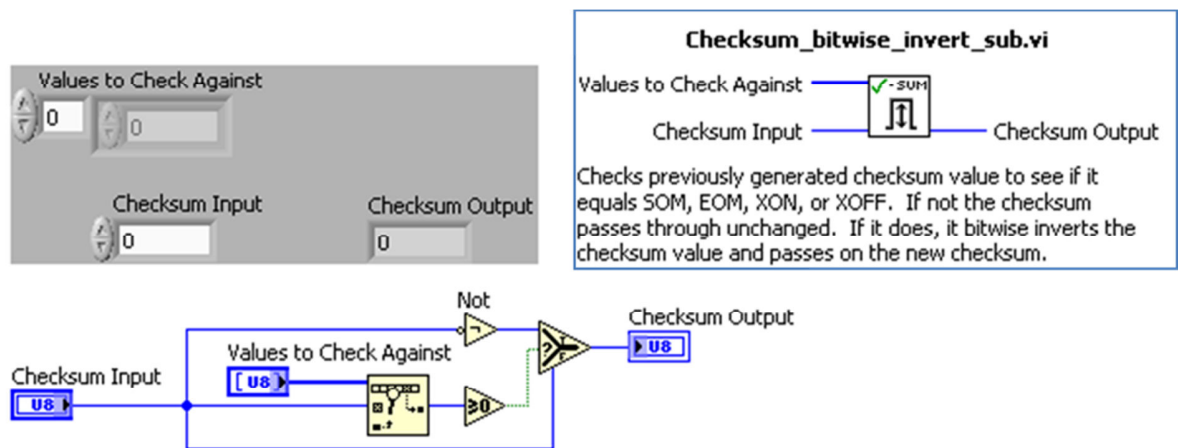 Values to Check Against
0
0
Checksum Input
0
Checksum Output
0
Checksum_bitwise_invert_sub.vi
Values to Check Against
✓-SUM
Checksum Input
Checksum Output
Checks previously generated checksum value to see if it
equals SOM, EOM, XON, or XOFF. If not the checksum
passes through unchanged. If it does, it bitwise inverts the
checksum value and passes on the new checksum.
Not
Checksum Output
U8
Values to Check Against
[U8]
Checksum Input
U8
≥0
?
T
F